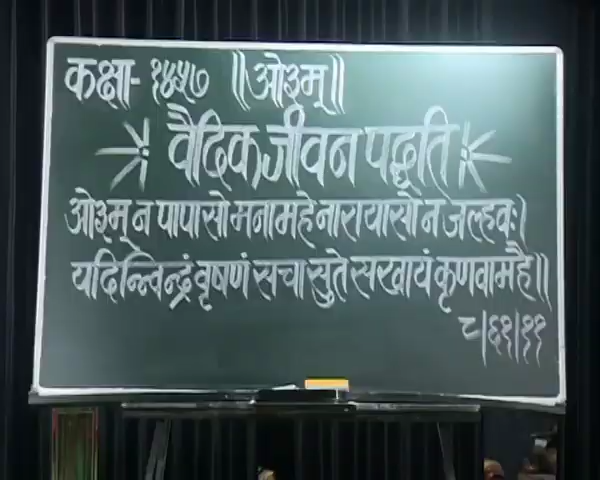 कक्षा- १४५७ ॥ओ३म्॥
वैदिक जीवन पद्धति
ओ३म् न पापासो मनामहे नारायासो न जल्हवः।
यदिन्न्विन्द्रं वृषणं सचा सुते सखायं कृणवामहै॥
८|६१|११